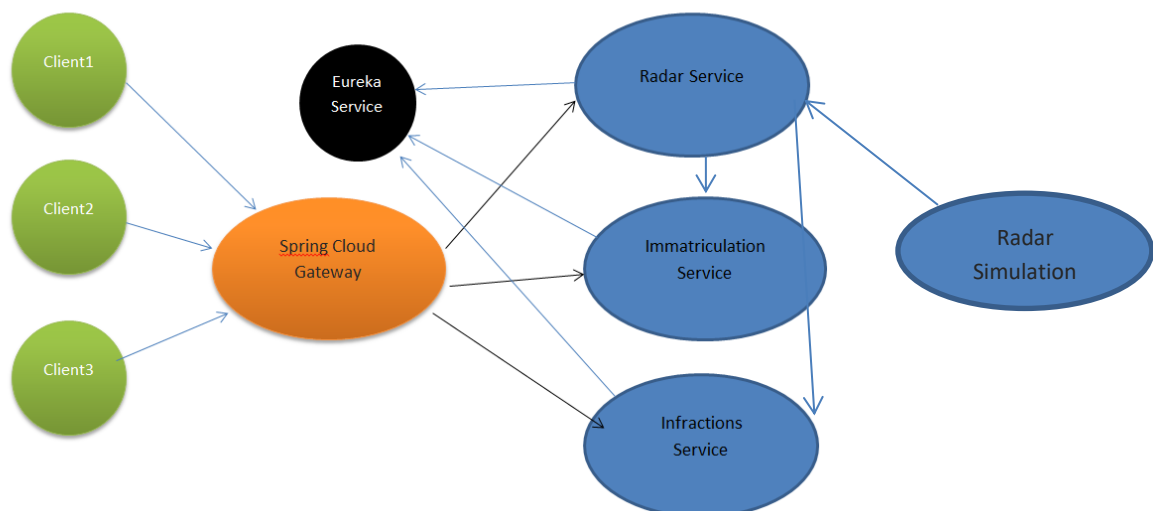 Client1
Eureka
Service
Radar Service
Client2
Spring Cloud
Gateway
Immatriculation
Service
Radar
Simulation
Client3
Infractions
Service